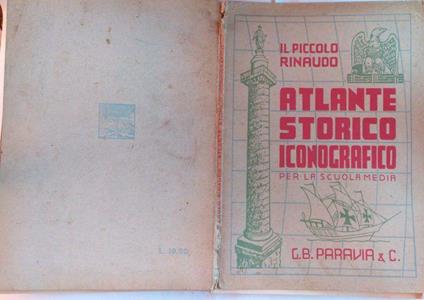 IL PICCOLO
RINAUDO
ATLANTE
STORICO
ICONOGRAFICO
PER LA SCUOLA MEDIA
G.B. PARAVIA & C.